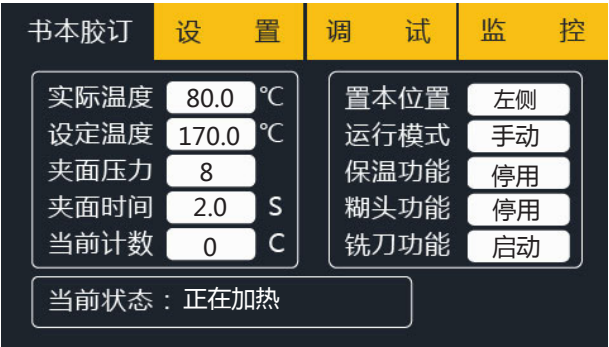 书本胶订 设 置 调 试 监 控
实际温度 80.0 ℃
设定温度 170.0 ℃
夹面压力 8
夹面时间 2.0 S
当前计数 0 C
置本位置 左侧
运行模式 手动
保温功能 停用
糊头功能 停用
铣刀功能 启动
当前状态：正在加热